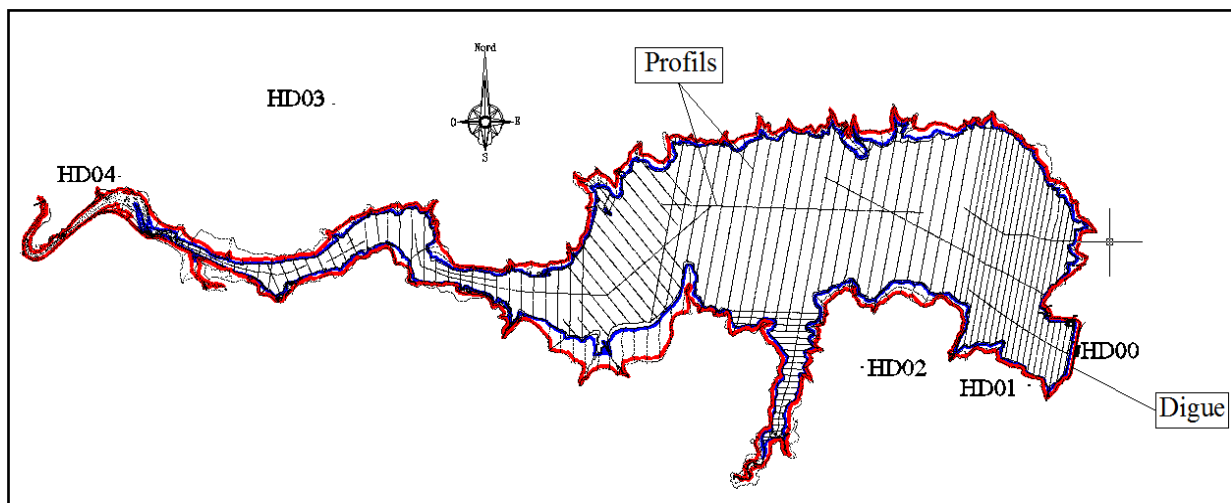 Nord
Profils
HD03
O
E
S
HD04
HD00
HD02
HD01
Digue